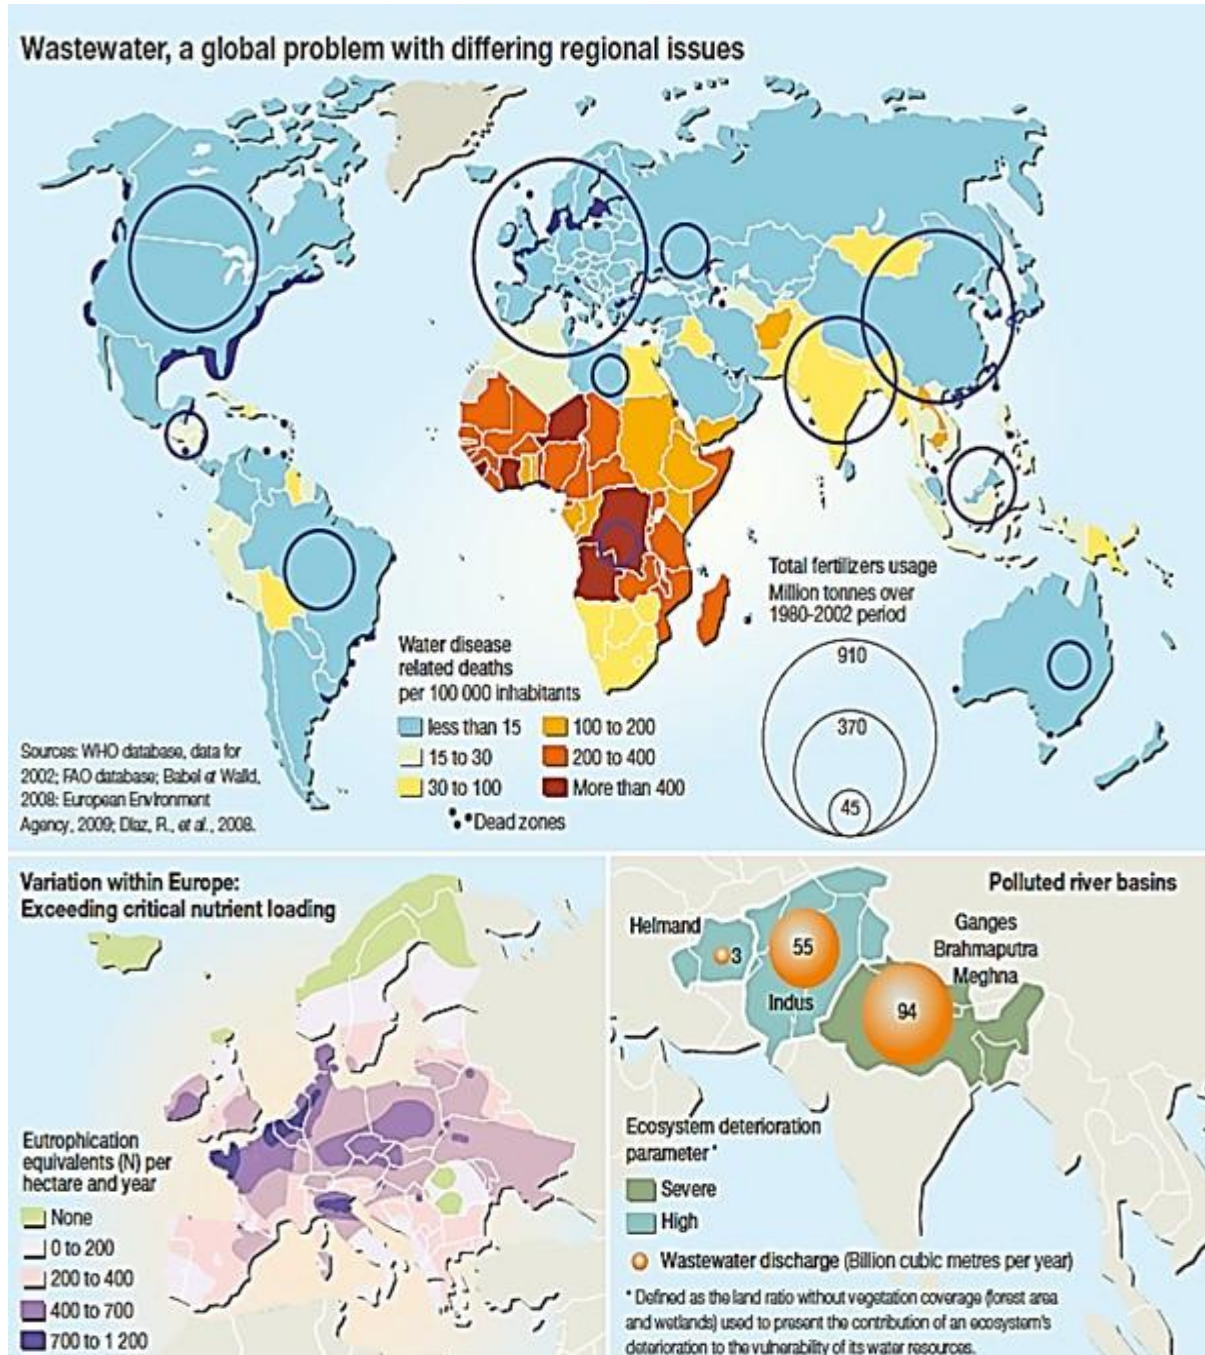 Wastewater, a global problem with differing regional issues
Total fertilizers usage
Million tonnes over
1980-2002 period
910
370
45
Water disease
related deaths
per 100 000 inhabitants
less than 15
15 to 30
30 to 100
100 to 200
200 to 400
More than 400
Dead zones
Sources: WHO database, data for
2002; FAO database; Babel et Walid,
2008: European Environment
Agency, 2009; Diaz, R., et al., 2008.
Variation within Europe:
Exceeding critical nutrient loading
Eutrophication
equivalents (N) per
hectare and year
None
0 to 200
200 to 400
400 to 700
700 to 1 200
Polluted river basins
Helmand
3
55
Indus
Ganges
Brahmaputra
Meghna
94
Ecosystem deterioration
parameter *
Severe
High
Wastewater discharge (Billion cubic metres per year)
* Defined as the land ratio without vegetation coverage (forest area
and wetlands) used to present the contribution of an ecosystem's
deterioration to the vulnerability of its water resources.